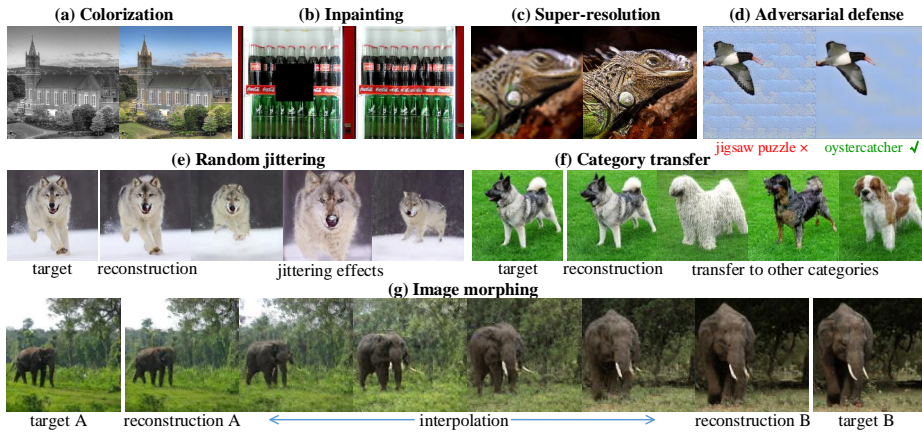 (a) Colorization
(b) Inpainting
(c) Super-resolution
(d) Adversarial defense
jigsaw puzzle ×
oystercatcher √
(e) Random jittering
(f) Category transfer
target
reconstruction
jittering effects
target
reconstruction
transfer to other categories
(g) Image morphing
target A
reconstruction A
interpolation
reconstruction B
target B